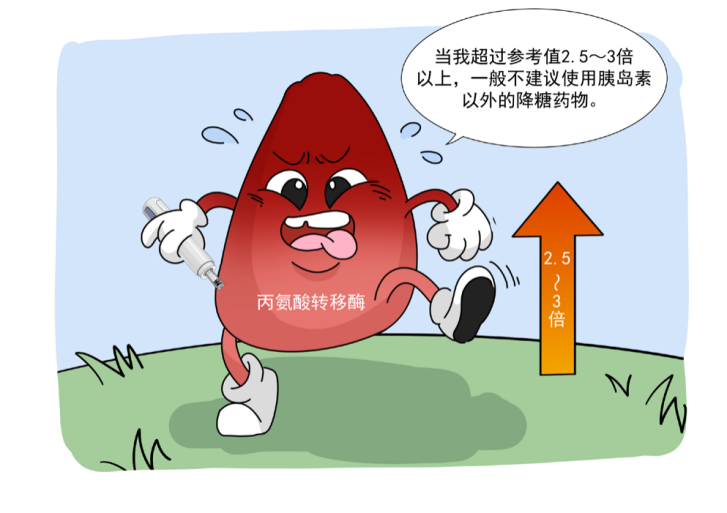 当我超过参考值2.5～3倍
以上，一般不建议使用胰岛素
以外的降糖药物。
丙氨酸转移酶
2.5
～
3
倍